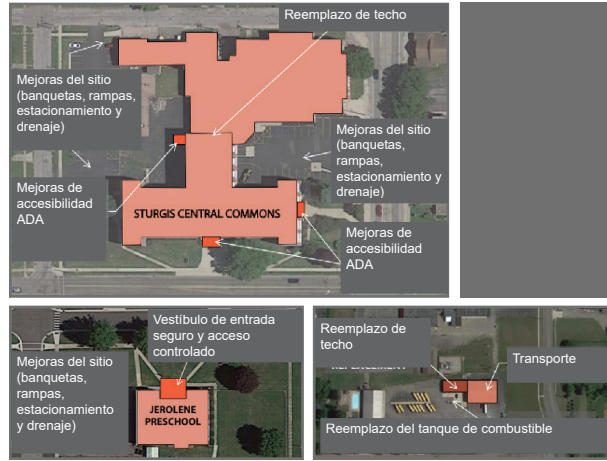 Reemplazo de techo
Mejoras del sitio
(banquetas, rampas,
estacionamiento y
drenaje)
Mejoras del sitio
(banquetas,
rampas,
estacionamiento y
drenaje)
Mejoras de
accesibilidad
ADA
STURGIS CENTRAL COMMONS
Mejoras de
accesibilidad
ADA
Vestíbulo de entrada
seguro y acceso
controlado
Mejoras del sitio
(banquetas,
rampas,
estacionamiento y
drenaje)
JEROLENE
PRESCHOOL
Reemplazo de
techo
Transporte
Reemplazo del tanque de combustible